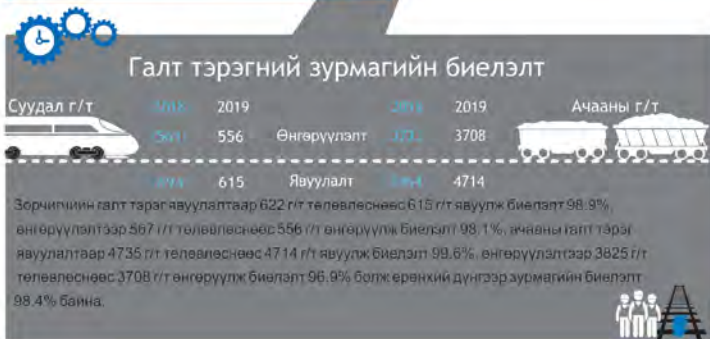 Галт тэрэгний зурмагийн биелэлт
Суудал г/т 2019 2019 Ачааны г/т
556 Өнгөрүүлэлт 3708
615 Явуулалт 4714
Зорчигчийн галт тэрэг явуулалтаар 622 г/т төлөвлөснөөс 615 г/т явуулж биелэлт 98.9%,
өнгөрүүлэлтээр 567 г/т төлөвлөснөөс 556 г/т өнгөрүүлж биелэлт 98.1%, ачааны галт тэрэг
явуулалтаар 4735 г/т төлөвлөснөөс 4714 г/т явуулж биелэлт 99.6%, өнгөрүүлэлтээр 3825 г/т
төлөвлөснөөс 3708 г/т өнгөрүүлж биелэлт 96.9% болж ерөнхий дүнгээр зурмагийн биелэлт
98.4% байна.